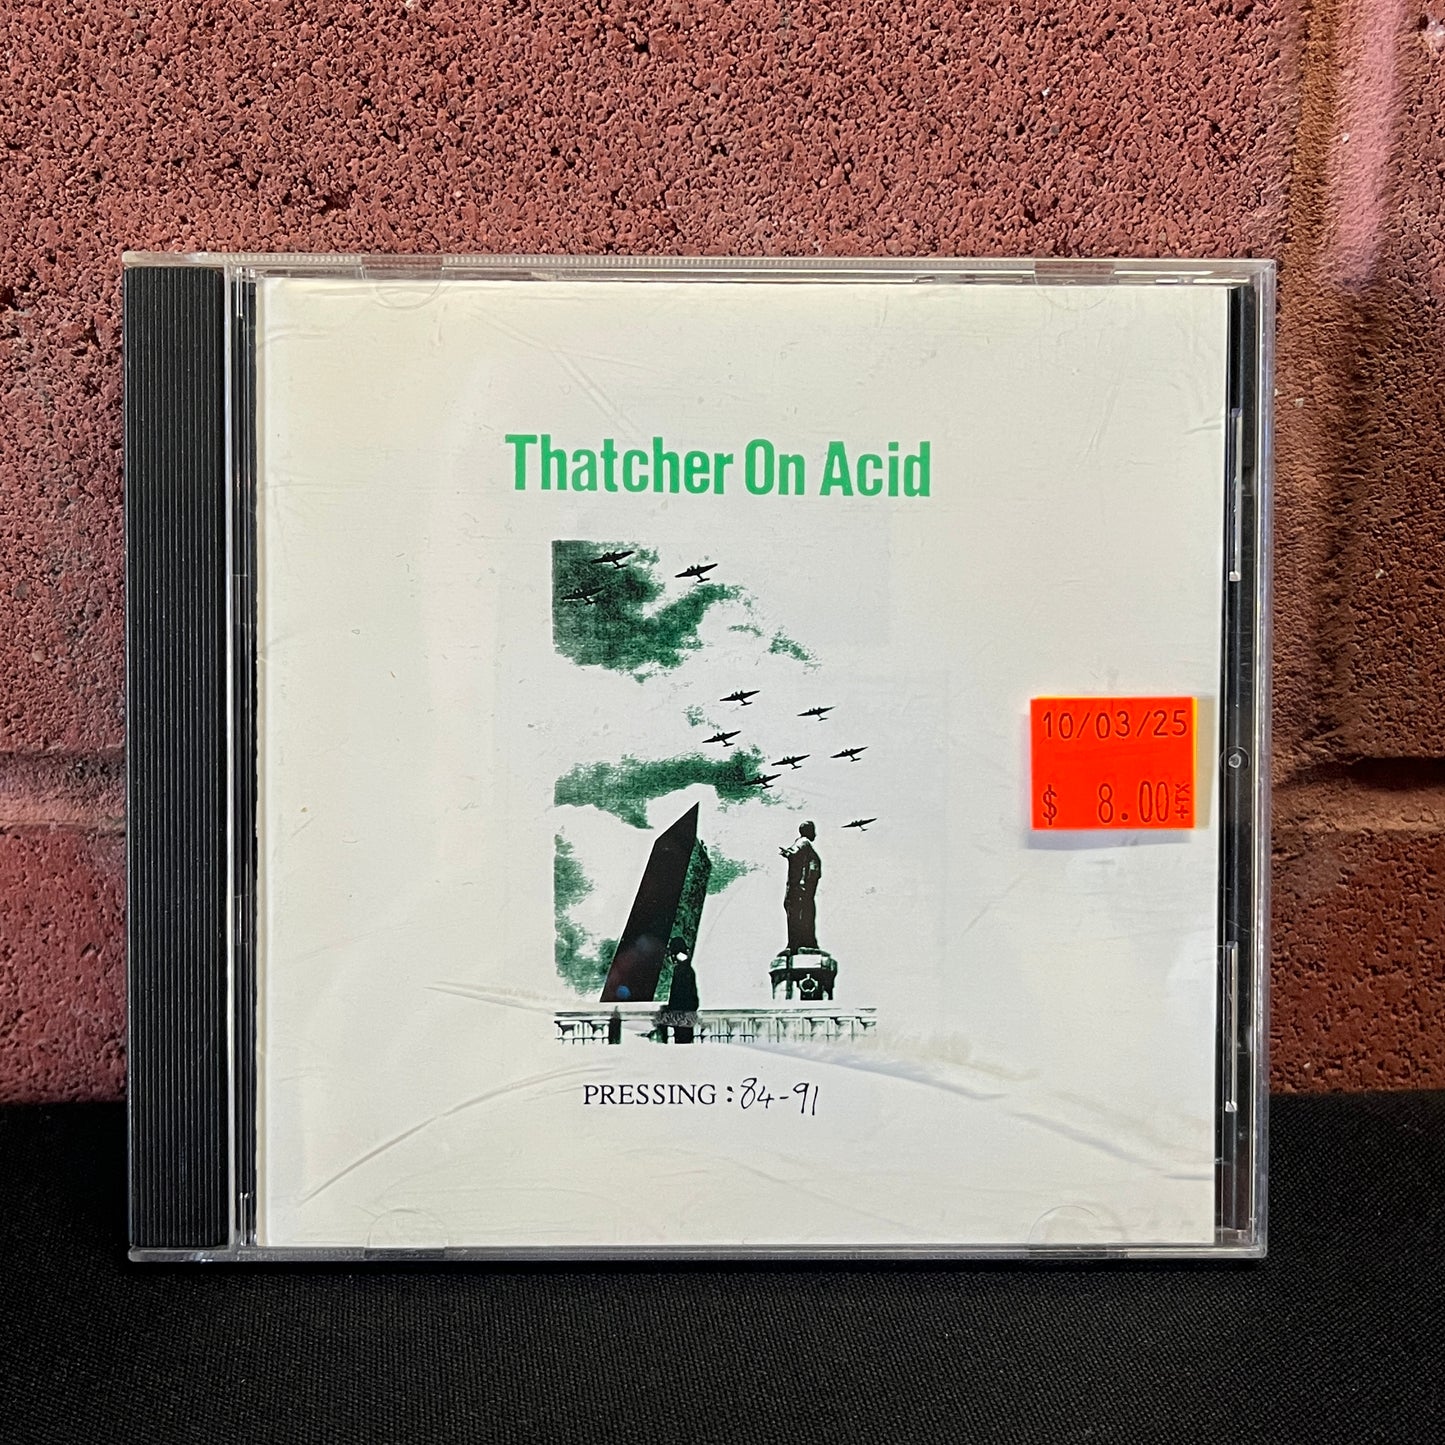 Thatcher On Acid
10/03/25
$ 8.00 +TX
PRESSING : 84-91